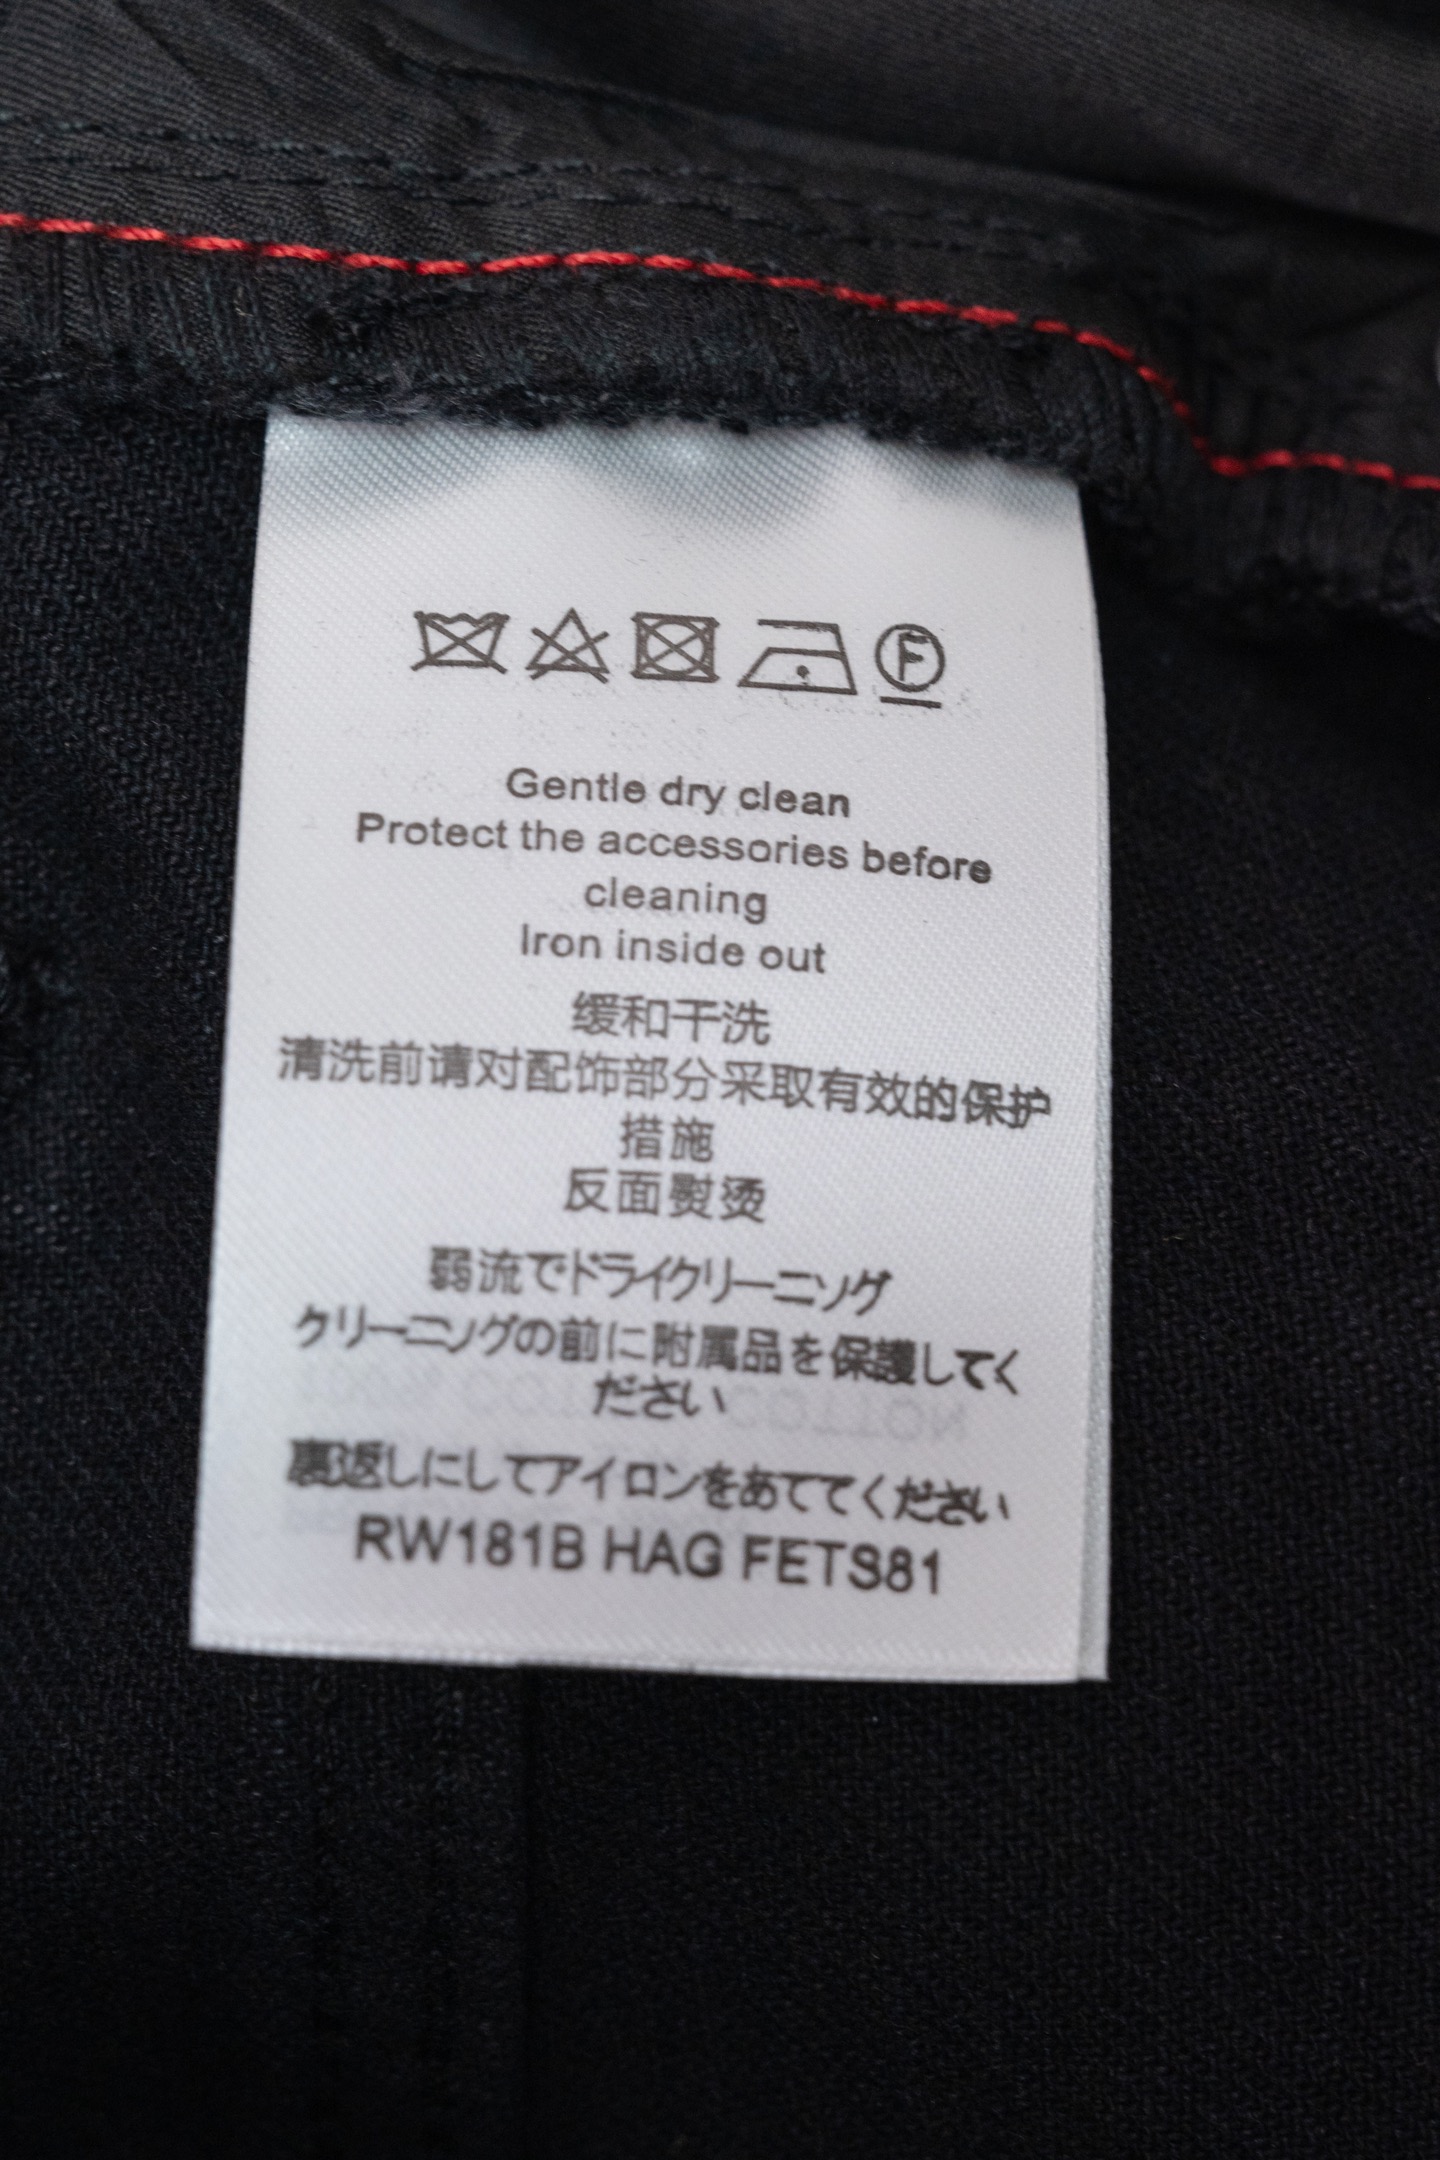 F
Gentle dry clean
Protect the accessories before
cleaning
Iron inside out
缓和干洗
清洗前请对配饰部分采取有效的保护
措施
反面熨烫
弱流でドライクリーニング
クリーニングの前に附属品を保護してく
ださい
裏返しにしてアイロンをあててください
RW181B HAG FETS81